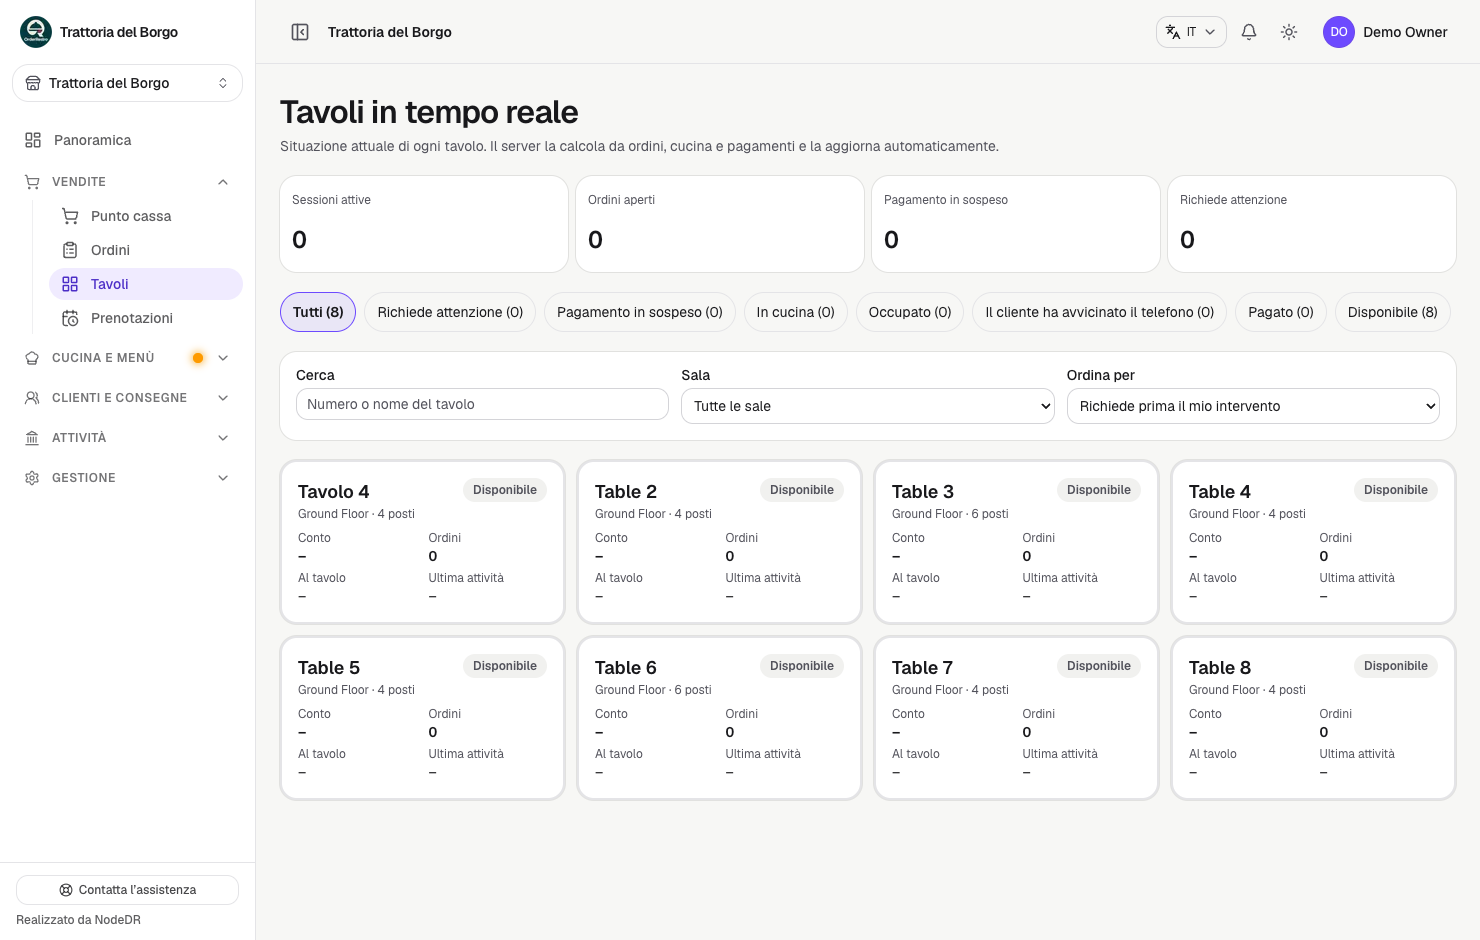 Trattoria del Borgo
Trattoria del Borgo
Panoramica
VENDITE
Punto cassa
Ordini
Tavoli
Prenotazioni
CUCINA E MENÙ
CLIENTI E CONSEGNE
ATTIVITÀ
GESTIONE
Contatta l'assistenza
Realizzato da NodeDR
Trattoria del Borgo
IT
DO Demo Owner
Tavoli in tempo reale
Situazione attuale di ogni tavolo. Il server la calcola da ordini, cucina e pagamenti e la aggiorna automaticamente.
Sessioni attive Ordini aperti Pagamento in sospeso Richiede attenzione
0 0 0 0
Tutti (8) Richiede attenzione (0) Pagamento in sospeso (0) In cucina (0) Occupato (0) Il cliente ha avvicinato il telefono (0) Pagato (0) Disponibile (8)
Cerca Sala Ordina per
Numero o nome del tavolo Tutte le sale Richiede prima il mio intervento
Tavolo 4 Disponibile
Ground Floor · 4 posti
Conto Ordini
– 0
Al tavolo Ultima attività
– –
Table 2 Disponibile
Ground Floor · 4 posti
Conto Ordini
– 0
Al tavolo Ultima attività
– –
Table 3 Disponibile
Ground Floor · 6 posti
Conto Ordini
– 0
Al tavolo Ultima attività
– –
Table 4 Disponibile
Ground Floor · 4 posti
Conto Ordini
– 0
Al tavolo Ultima attività
– –
Table 5 Disponibile
Ground Floor · 4 posti
Conto Ordini
– 0
Al tavolo Ultima attività
– –
Table 6 Disponibile
Ground Floor · 6 posti
Conto Ordini
– 0
Al tavolo Ultima attività
– –
Table 7 Disponibile
Ground Floor · 4 posti
Conto Ordini
– 0
Al tavolo Ultima attività
– –
Table 8 Disponibile
Ground Floor · 4 posti
Conto Ordini
– 0
Al tavolo Ultima attività
– –